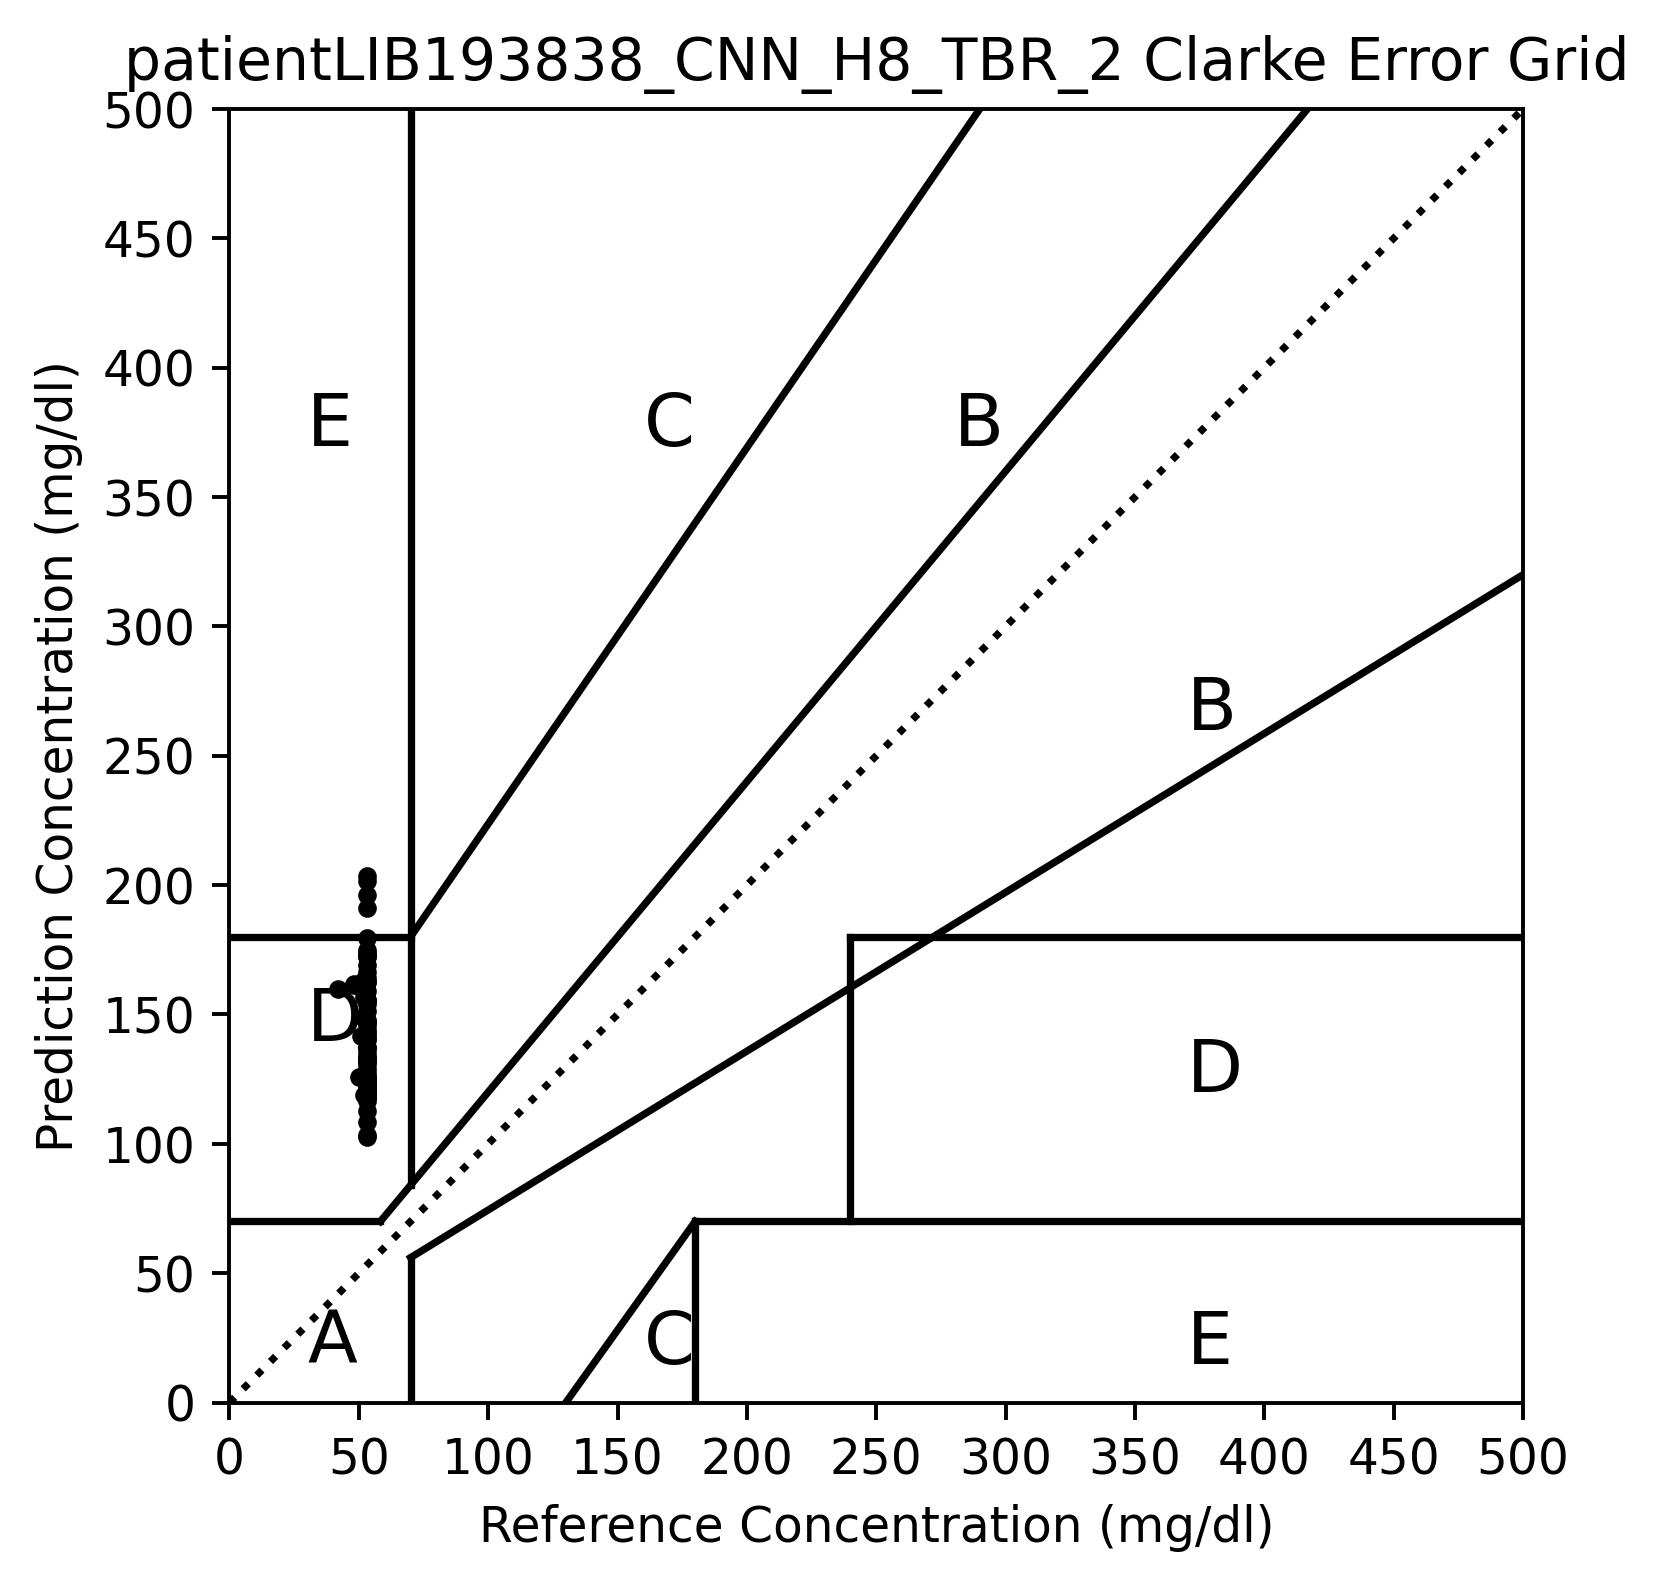 patientLIB193838_CNN_H8_TBR_2 Clarke Error Grid
500
450
400
350
300
250
200
150
100
50
0
Prediction Concentration (mg/dl)
E
C
B
B
D
D
A
C
E
0 50 100 150 200 250 300 350 400 450 500
Reference Concentration (mg/dl)